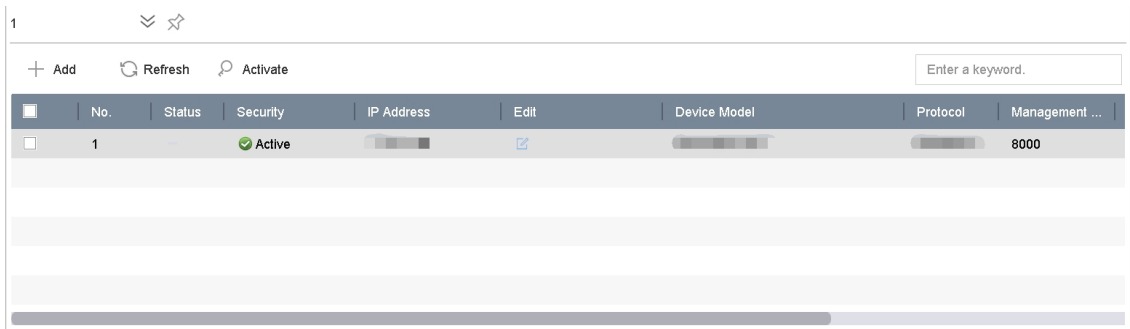 1
Add Refresh Activate Enter a keyword.
No. Status Security IP Address Edit Device Model Protocol Management ...
1 Active 8000